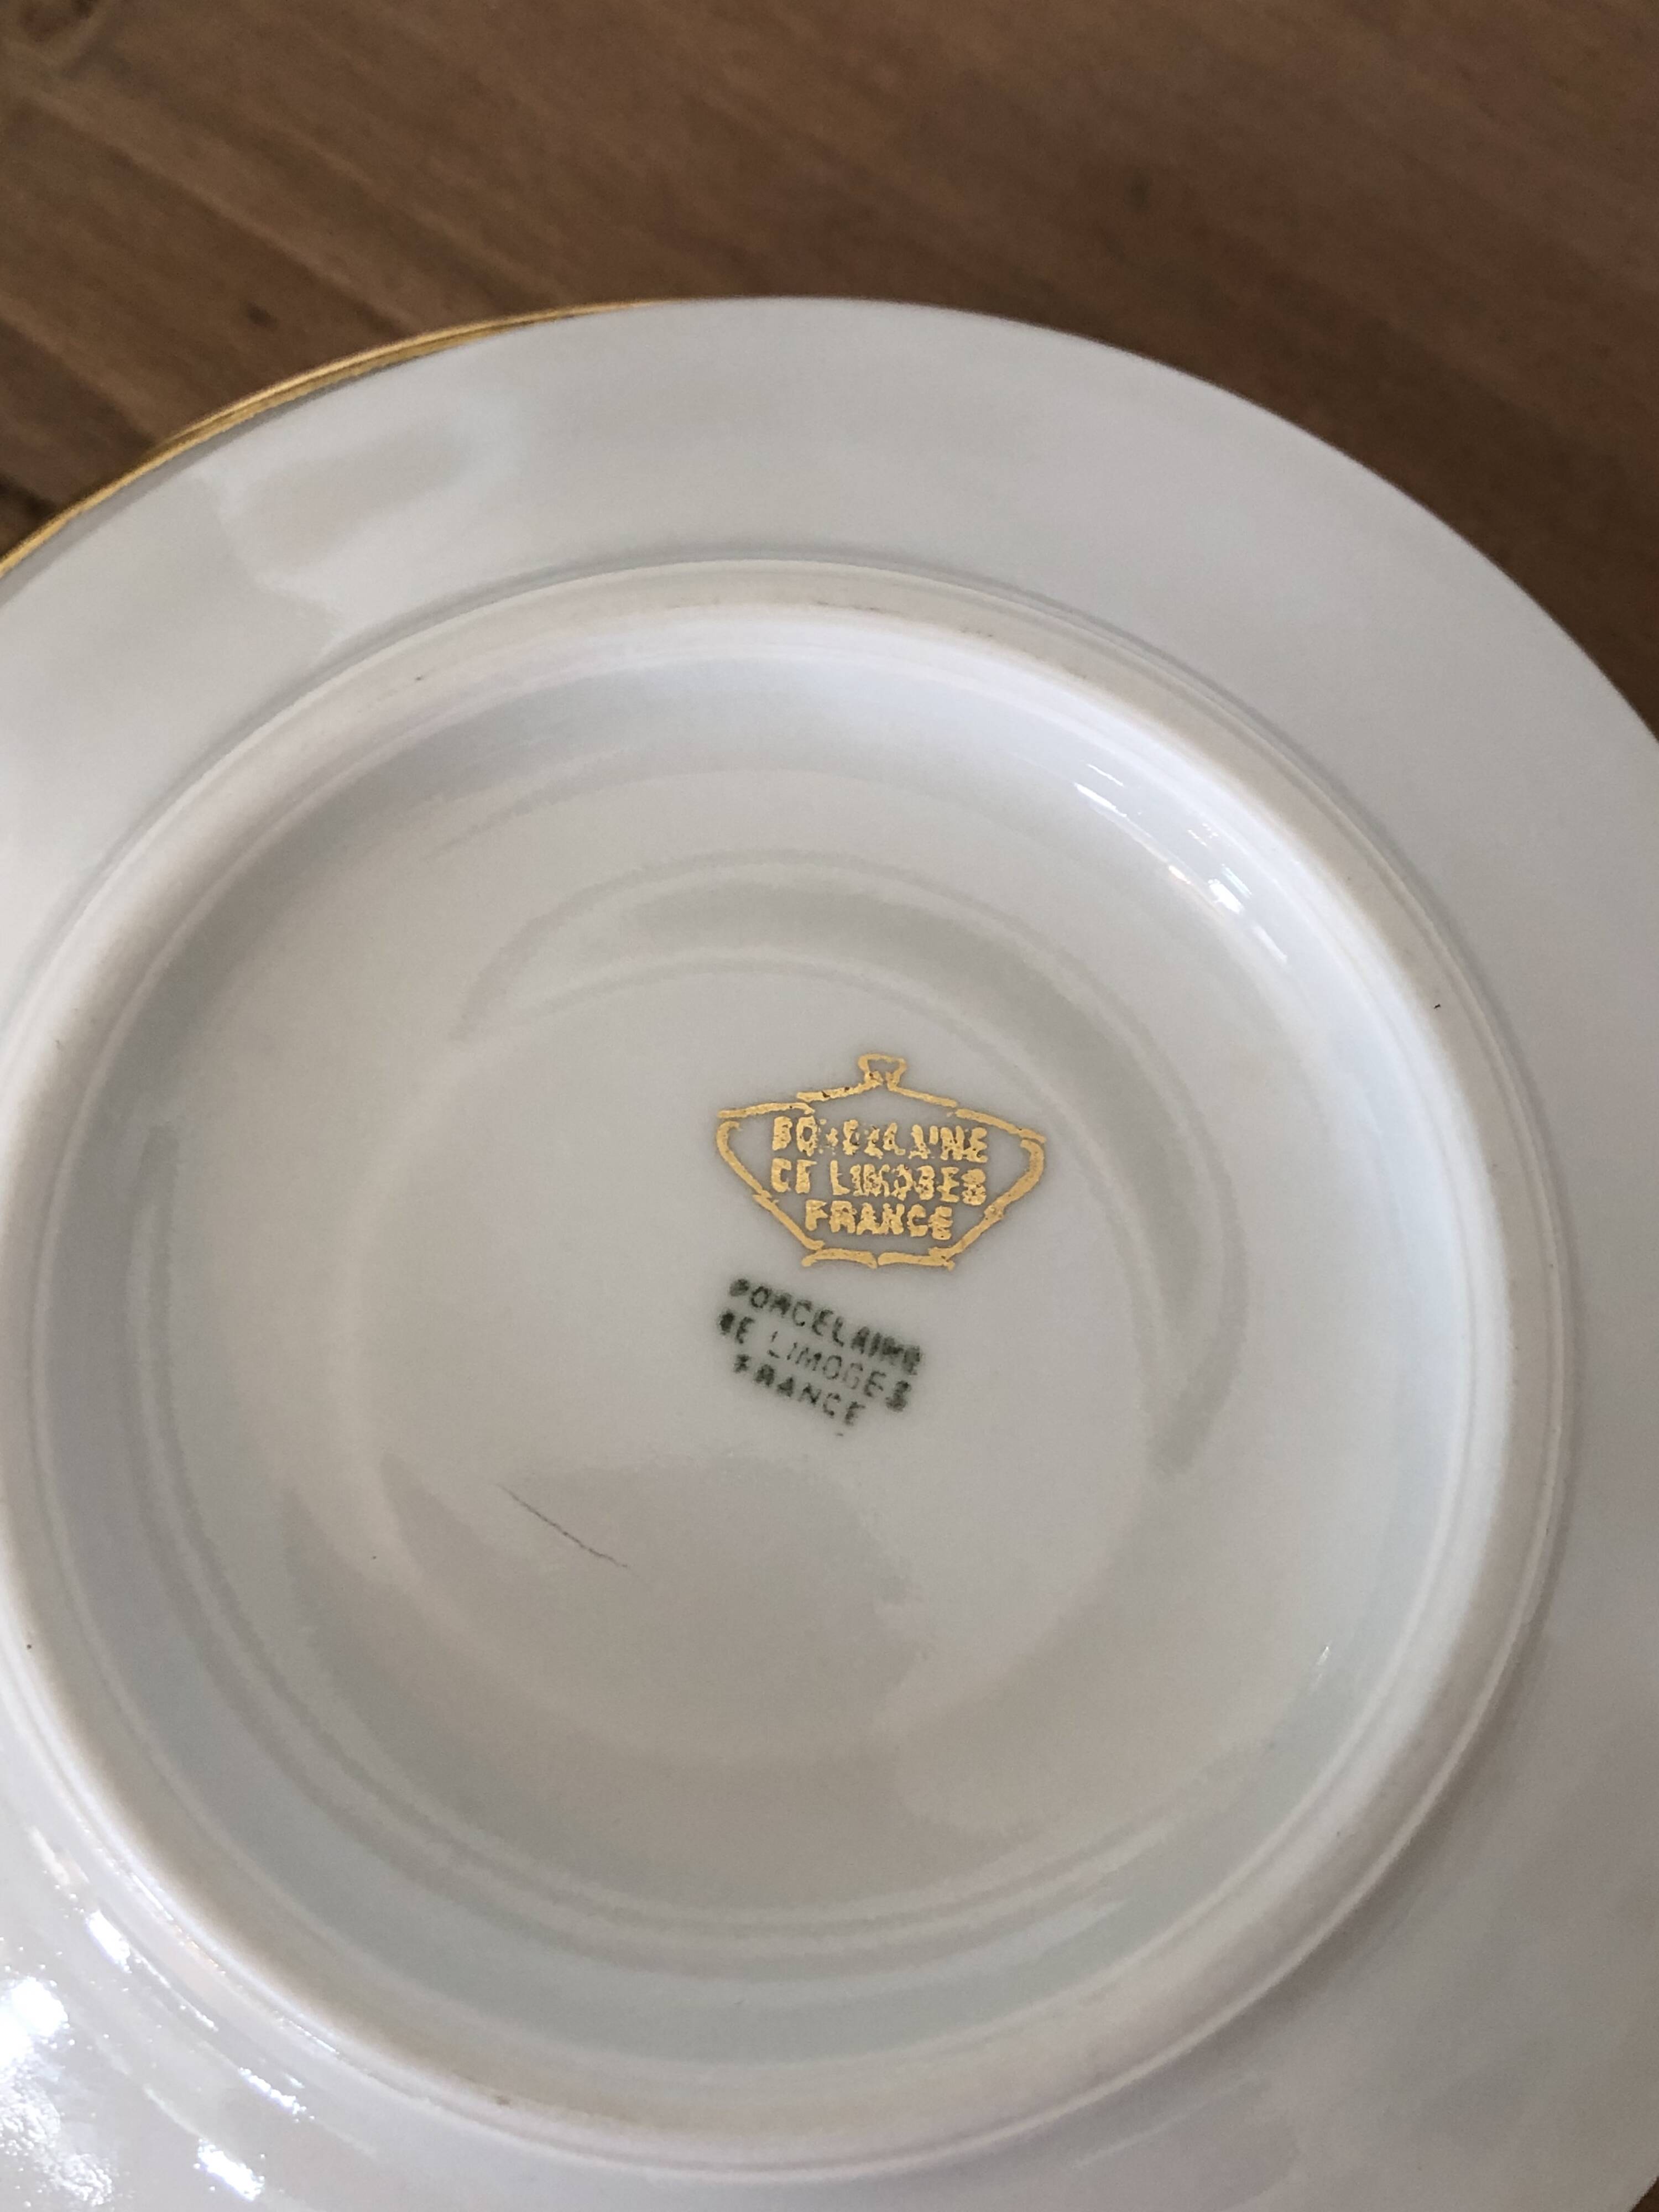 PORCELAINE
DE LIMOGES
FRANCE
PORCELAINE
DE LIMOGES
FRANCE